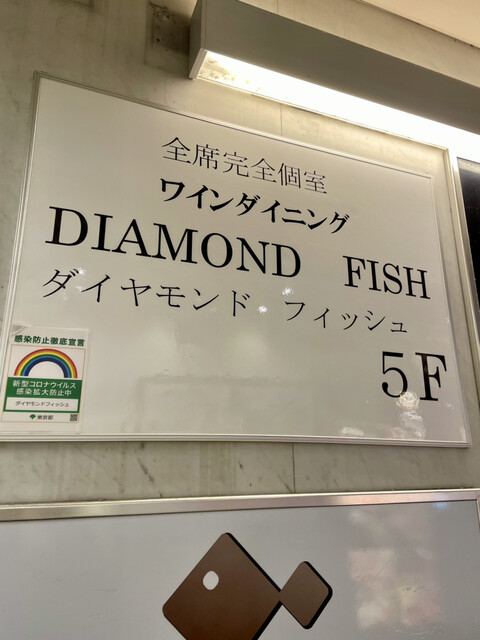 全席完全個室
ワインダイニング
DIAMOND FISH
ダイヤモンド フィッシュ
5F
感染防止徹底宣言
新型コロナウイルス
感染拡大防止中
ダイヤモンドフィッシュ
東京都